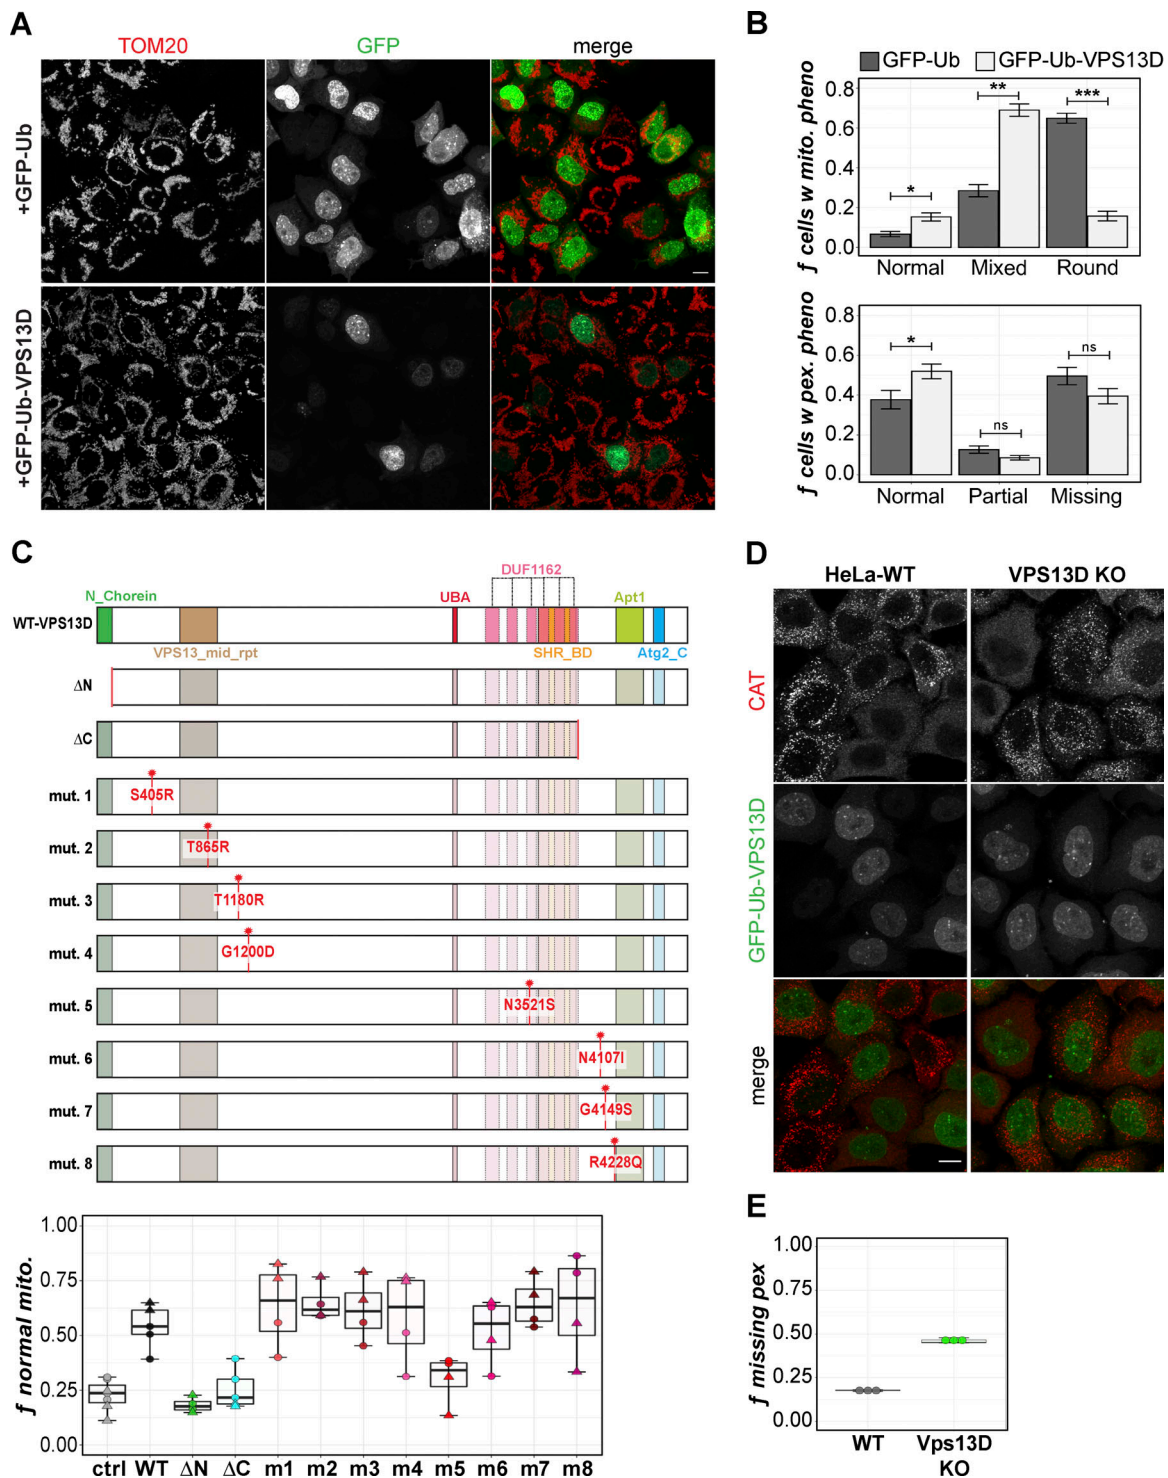 A
TOM20 GFP merge
+GFP-Ub
+GFP-Ub-VPS13D
B
GFP-Ub GFP-Ub-VPS13D
f cells w mito. pheno
0.8
0.6
0.4
0.2
0.0
* ** ***
Normal Mixed Round
f cells w pex. pheno
0.8
0.6
0.4
0.2
0.0
* ns ns
Normal Partial Missing
C
DUF1162
N_Chorein UBA Apt1
WT-VPS13D
VPS13_mid_rpt SHR_BD Atg2_C
ΔN
ΔC
mut. 1 S405R
mut. 2 T865R
mut. 3 T1180R
mut. 4 G1200D
mut. 5 N3521S
mut. 6 N4107I
mut. 7 G4149S
mut. 8 R4228Q
f normal mito.
1.00
0.75
0.50
0.25
0.00
ctrl WT ΔN ΔC m1 m2 m3 m4 m5 m6 m7 m8
D
HeLa-WT VPS13D KO
CAT
GFP-Ub-VPS13D
merge
E
f missing pex
1.00
0.75
0.50
0.25
0.00
WT Vps13D
KO